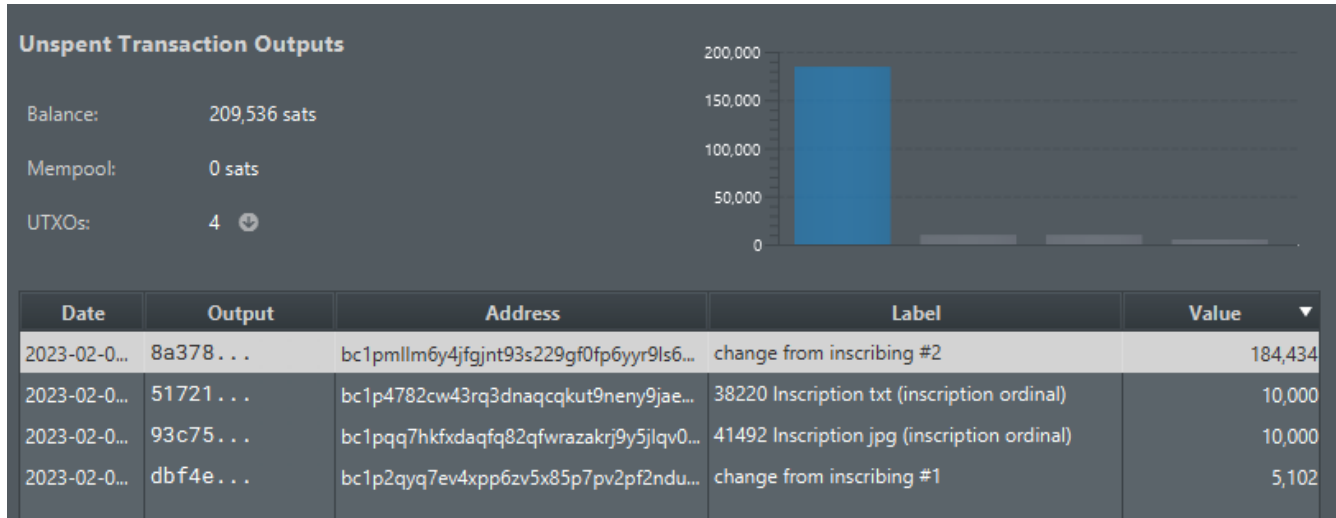 Unspent Transaction Outputs
Balance: 209,536 sats
Mempool: 0 sats
UTXOs: 4
200,000
150,000
100,000
50,000
0
Date Output Address Label Value
2023-02-0... 8a378... bc1pmllm6y4jfgjnt93s229gf0fp6yyr9ls6... change from inscribing #2 184,434
2023-02-0... 51721... bc1p4782cw43rq3dnaqcqkut9neny9jae... 38220 Inscription txt (inscription ordinal) 10,000
2023-02-0... 93c75... bc1pqq7hkfxdaqfq82qfwrazakrj9y5jlqv0... 41492 Inscription jpg (inscription ordinal) 10,000
2023-02-0... dbf4e... bc1p2qyq7ev4xpp6zv5x85p7pv2pf2ndu... change from inscribing #1 5,102